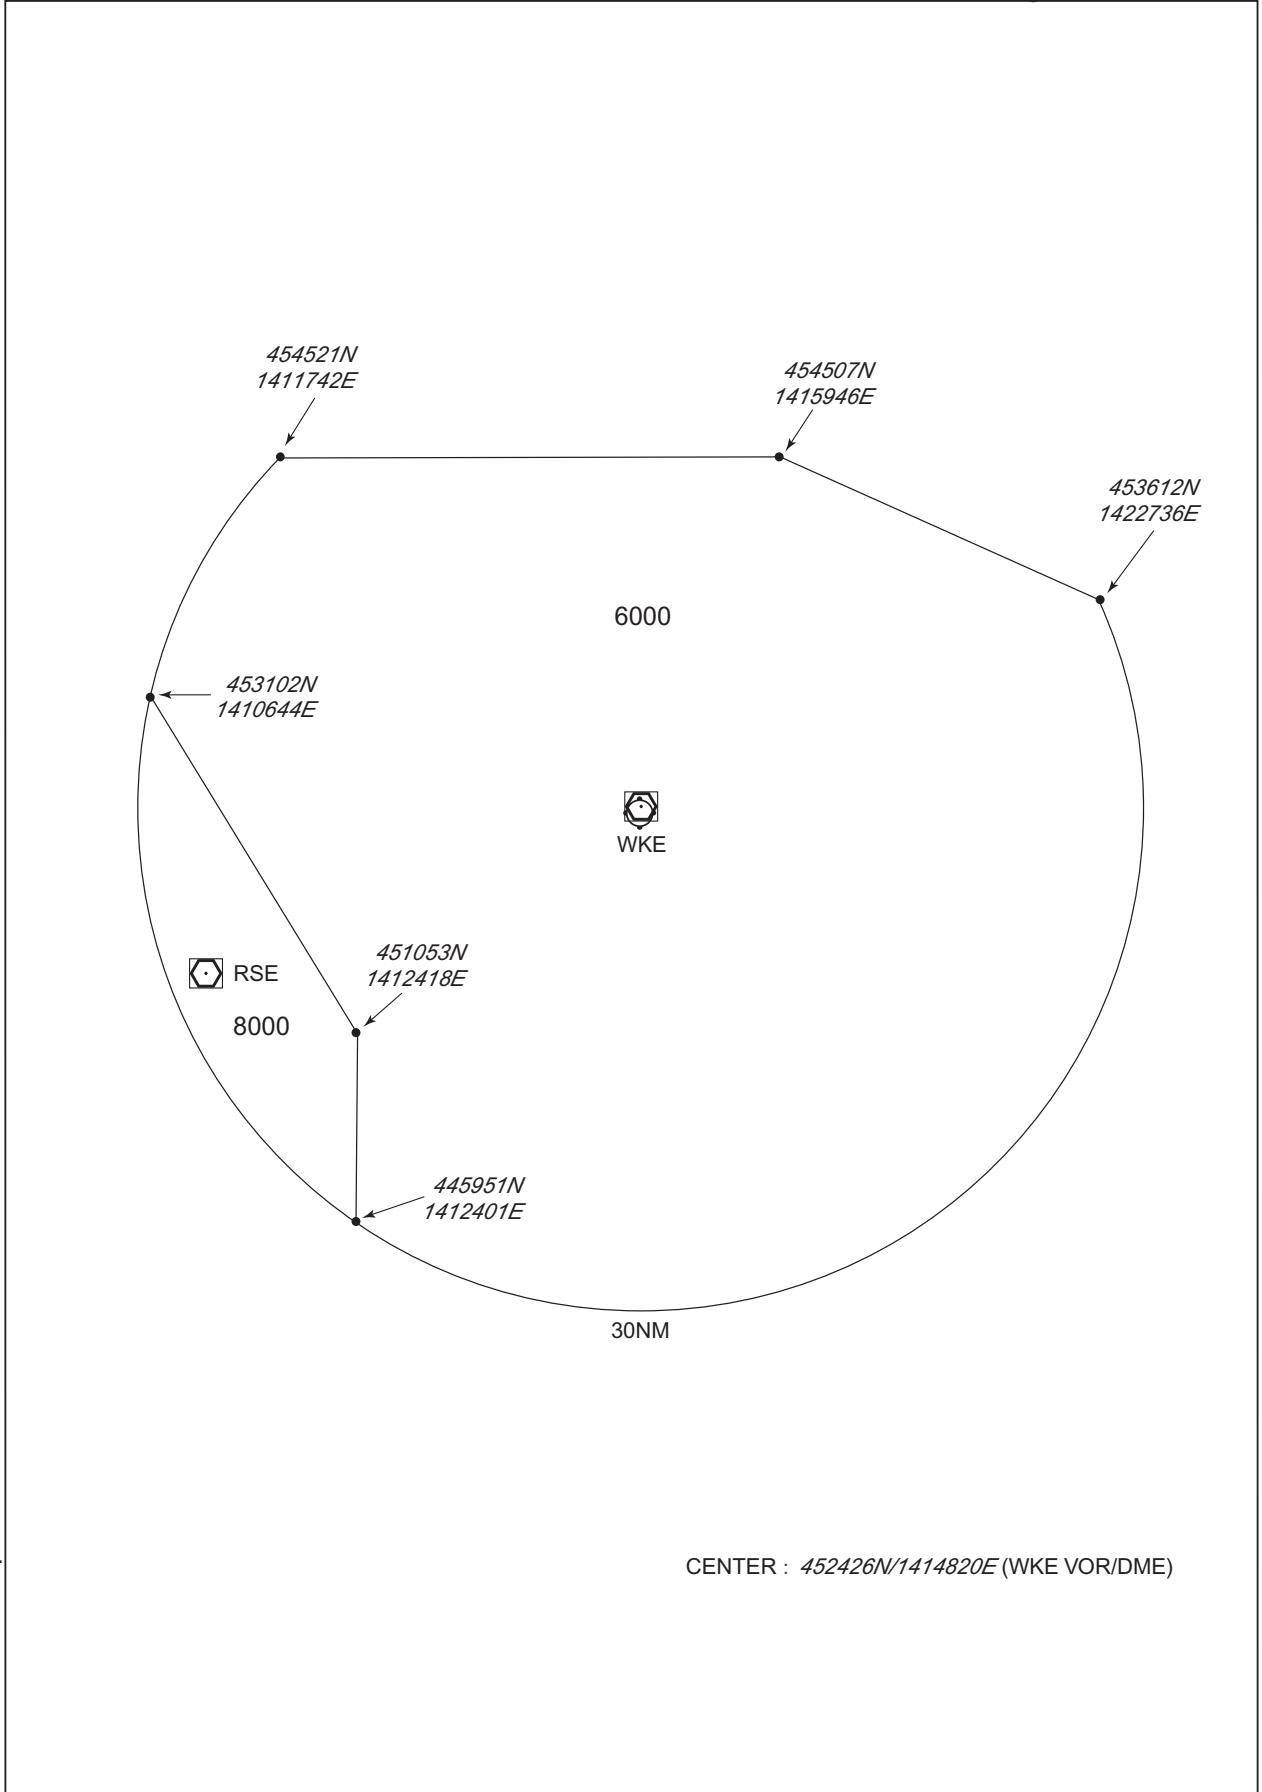 454521N
1411742E
454507N
1415946E
453612N
1422736E
6000
453102N
1410644E
WKE
451053N
1412418E
RSE
8000
445951N
1412401E
30NM
CENTER : 452426N/1414820E (WKE VOR/DME)